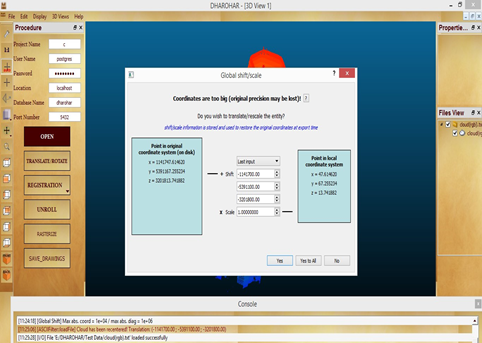 DHAROHAR - [3D View 1]
File Edit Display 3D Views Help
Procedure
Project Name c
User Name postgres
Password ••••••••
Location localhost
Database Name dharohar
Port Number 5432
OPEN
TRANSLATE/ROTATE
REGISTRATION
UNROLL
RASTERIZE
SAVE_DRAWINGS
Global shift/scale
?
Coordinates are too big (original precision may be lost)! ?
Do you wish to translate/rescale the entity?
shift/scale information is stored and used to restore the original coordinates at export time
Point in original
coordinate system (on disk)
x = 1141747.614620
y = 5391167.255234
z = 3201813.741882
Last input
+ Shift -1141700.00
-5391100.00
-3201800.00
x Scale 1.00000000
Point in local
coordinate system
x = 47.614620
y = 67.255234
z = 13.741882
Yes Yes to All No
Propertie...
Files View
cloud(rgb).tx
cloud(rg
Console
[11:24:18] [Global Shift] Max abs. coord = 1e+04 / max abs. diag = 1e+06
[11:25:08] [ASCIIFilter::loadFile] Cloud has been recentered! Translation: (-1141700.00 ; -5391100.00 ; -3201800.00)
[11:25:28] [I/O] File 'E:/DHAROHAR/Test Data/cloud(rgb).txt' loaded successfully